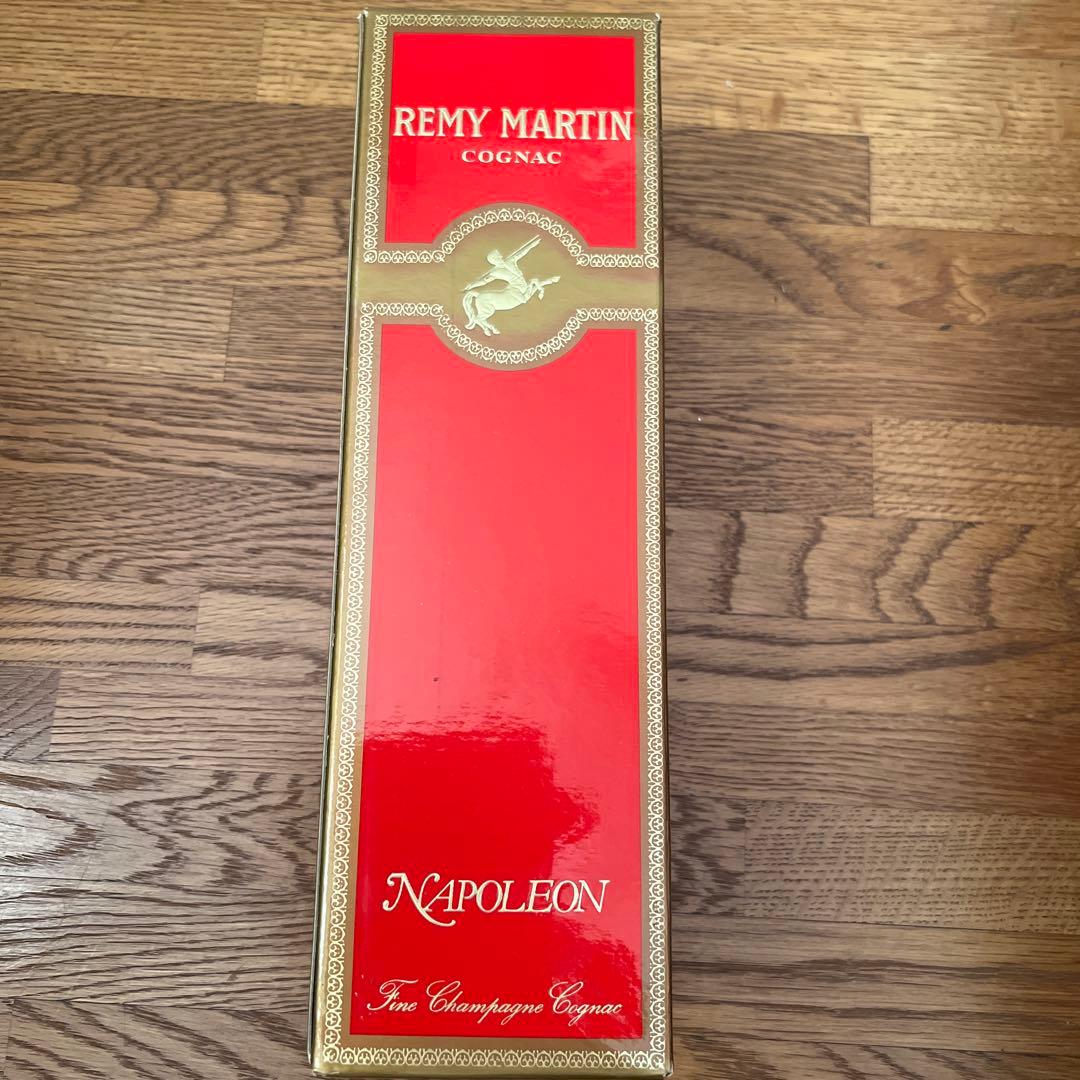 REMY MARTIN
COGNAC
NAPOLEON
Fine Champagne Cognac